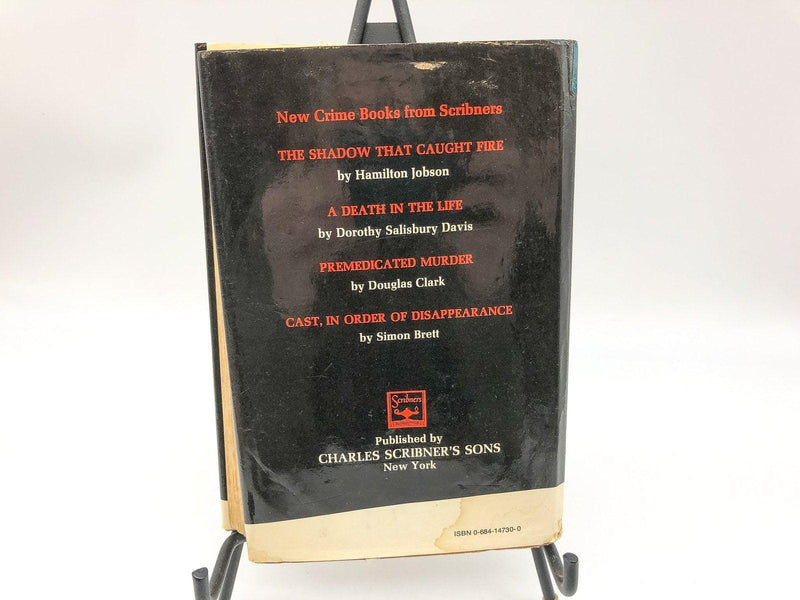 New Crime Books from Scribners
THE SHADOW THAT CAUGHT FIRE
by Hamilton Jobson
A DEATH IN THE LIFE
by Dorothy Salisbury Davis
PREMEDICATED MURDER
by Douglas Clark
CAST, IN ORDER OF DISAPPEARANCE
by Simon Brett
Scribners
Published by
CHARLES SCRIBNER'S SONS
New York
ISBN 0-684-14730-0